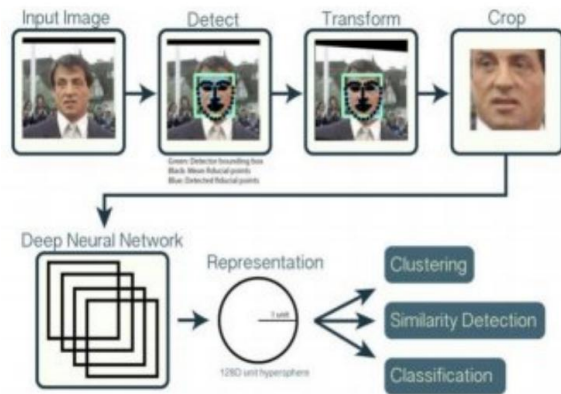 Input Image
Detect
Transform
Crop
Green: Detector bounding box
Black: Mean fiducial points
Blue: Detected fiducial points
Deep Neural Network
Representation
1 unit
128D unit hypersphere
Clustering
Similarity Detection
Classification